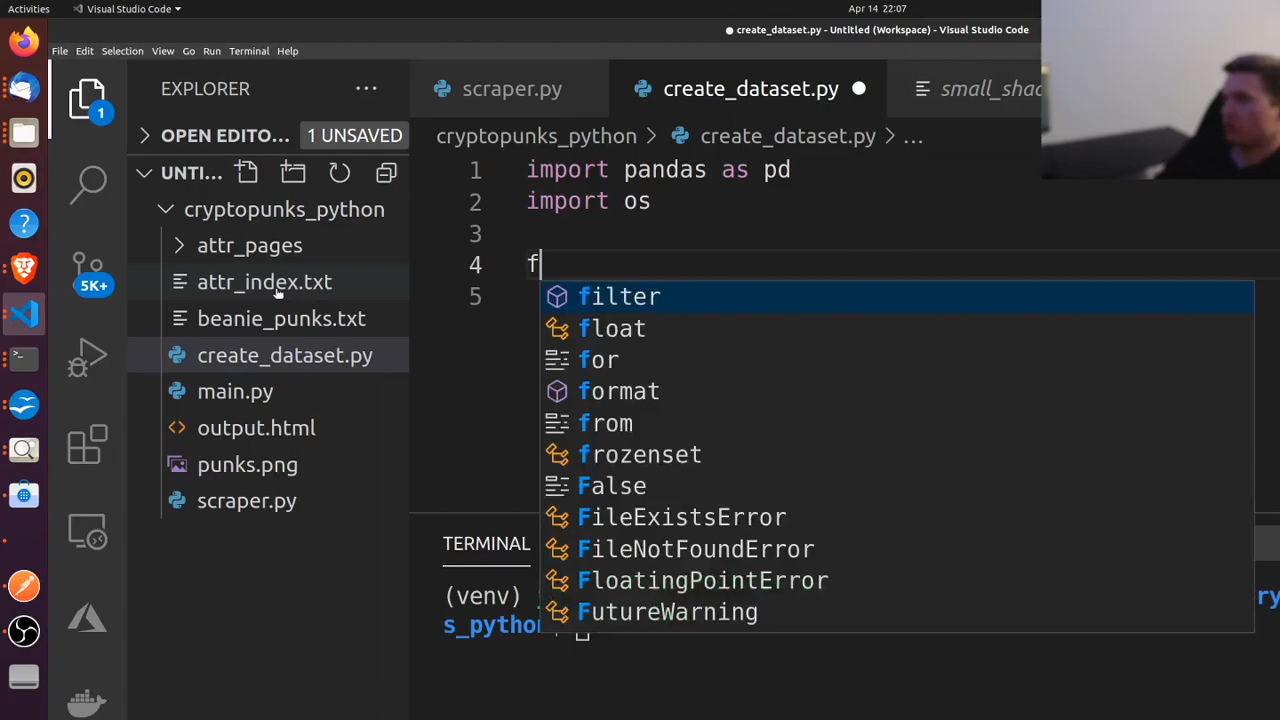 Activities
Visual Studio Code
Apr 14 22:07
create_dataset.py - Untitled (Workspace) - Visual Studio Code
File Edit Selection View Go Run Terminal Help
1
5K+
EXPLORER
OPEN EDITO... 1 UNSAVED
UNTI...
cryptopunks_python
attr_pages
attr_index.txt
beanie_punks.txt
create_dataset.py
main.py
output.html
punks.png
scraper.py
scraper.py
create_dataset.py
small_shad
cryptopunks_python > create_dataset.py > ...
1 import pandas as pd
2 import os
3
4 f
5
filter
float
for
format
from
frozenset
False
FileExistsError
FileNotFoundError
FloatingPointError
FutureWarning
TERMINAL
(venv)
s_python